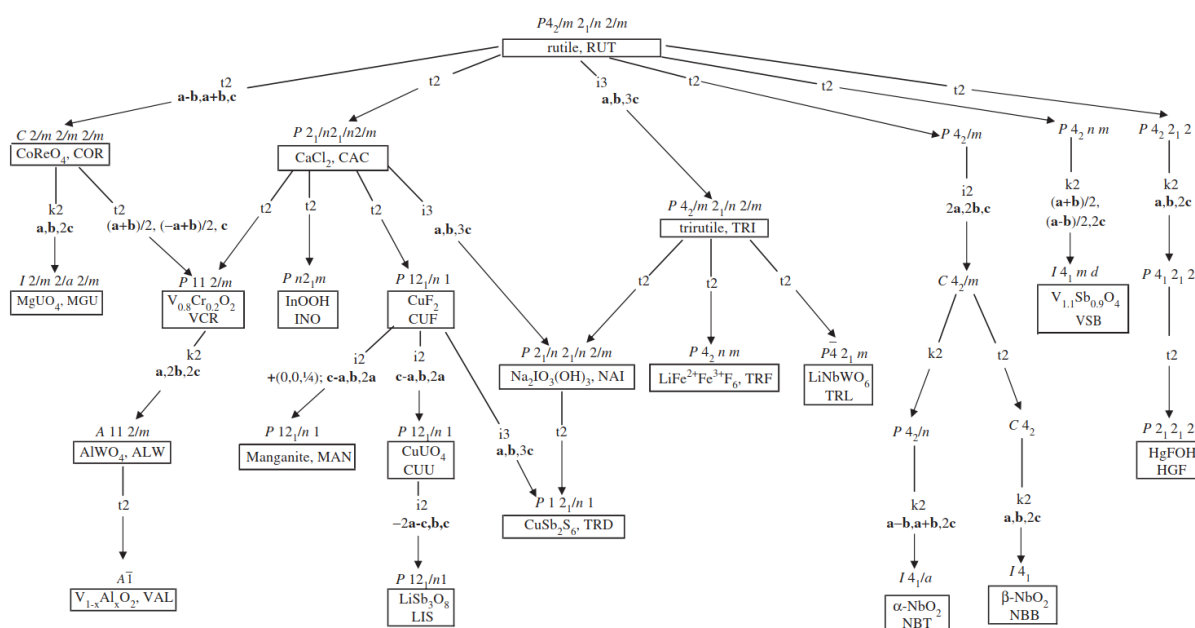 P4₂/m 2₁/n 2/m
rutile, RUT
t2
a-b,a+b,c
t2
i3
a,b,3c
t2
t2
t2
C 2/m 2/m 2/m
CoReO₄, COR
P 2₁/n2₁/n2/m
CaCl₂, CAC
P 4₂/m
P 4₂ n m
P 4₂ 2₁ 2
k2
a,b,2c
t2
(a+b)/2, (−a+b)/2, c
t2
t2
t2
i3
a,b,3c
P 4₂/m 2₁/n 2/m
trirutile, TRI
i2
2a,2b,c
k2
(a+b)/2,
(a-b)/2,2c
k2
a,b,2c
I 2/m 2/a 2/m
MgUO₄, MGU
P 11 2/m
V₀.₈Cr₀.₂O₂
VCR
P n2₁m
InOOH
INO
P 12₁/n 1
CuF₂
CUF
t2
t2
t2
C 4₂/m
I 4₁ m d
V₁.₁Sb₀.₉O₄
VSB
P 4₁ 2₁ 2
k2
a,2b,2c
i2
+(0,0,¼); c-a,b,2a
i2
c-a,b,2a
P 2₁/n 2₁/n 2/m
Na₂IO₃(OH)₃, NAI
P 4₂ n m
LiFe²⁺Fe³⁺F₆, TRF
P4̅ 2₁ m
LiNbWO₆
TRL
k2
t2
t2
A 11 2/m
AlWO₄, ALW
P 12₁/n 1
Manganite, MAN
P 12₁/n 1
CuUO₄
CUU
i3
a,b,3c
t2
P 4₂/n
C 4₂
P 2₁ 2₁ 2
HgFOH
HGF
t2
i2
−2a-c,b,c
P 1 2₁/n 1
CuSb₂S₆, TRD
k2
a−b,a+b,2c
k2
a,b,2c
A1̅
V₁₋ₓAlₓO₂, VAL
P 12₁/n1
LiSb₃O₈
LIS
I 4₁/a
α-NbO₂
NBT
I 4₁
β-NbO₂
NBB